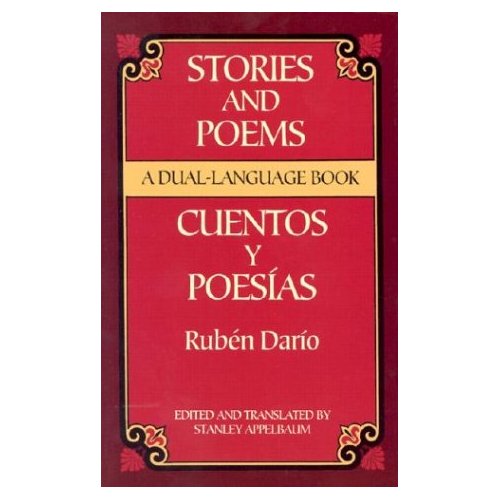 STORIES
AND
POEMS
A DUAL-LANGUAGE BOOK
CUENTOS
Y
POESÍAS
Rubén Darío
EDITED AND TRANSLATED BY
STANLEY APPELBAUM